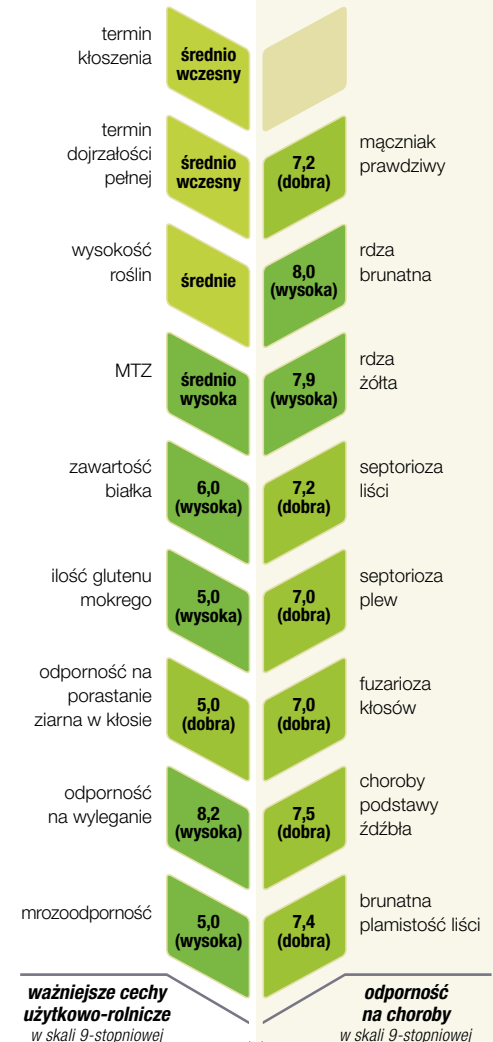 termin
kłoszenia
średnio
wczesny
termin
dojrzałości
pełnej
średnio
wczesny
7,2
(dobra)
mączniak
prawdziwy
wysokość
roślin
średnie
8,0
(wysoka)
rdza
brunatna
MTZ
średnio
wysoka
7,9
(wysoka)
rdza
żółta
zawartość
białka
6,0
(wysoka)
7,2
(dobra)
septorioza
liści
ilość glutenu
mokrego
5,0
(wysoka)
7,0
(dobra)
septorioza
plew
odporność na
porastanie
ziarna w kłosie
5,0
(dobra)
7,0
(dobra)
fuzarioza
kłosów
odporność
na wyleganie
8,2
(wysoka)
7,5
(dobra)
choroby
podstawy
źdźbła
mrozoodporność
5,0
(wysoka)
7,4
(dobra)
brunatna
plamistość liści
ważniejsze cechy
użytkowo-rolnicze
w skali 9-stopniowej
odporność
na choroby
w skali 9-stopniowej